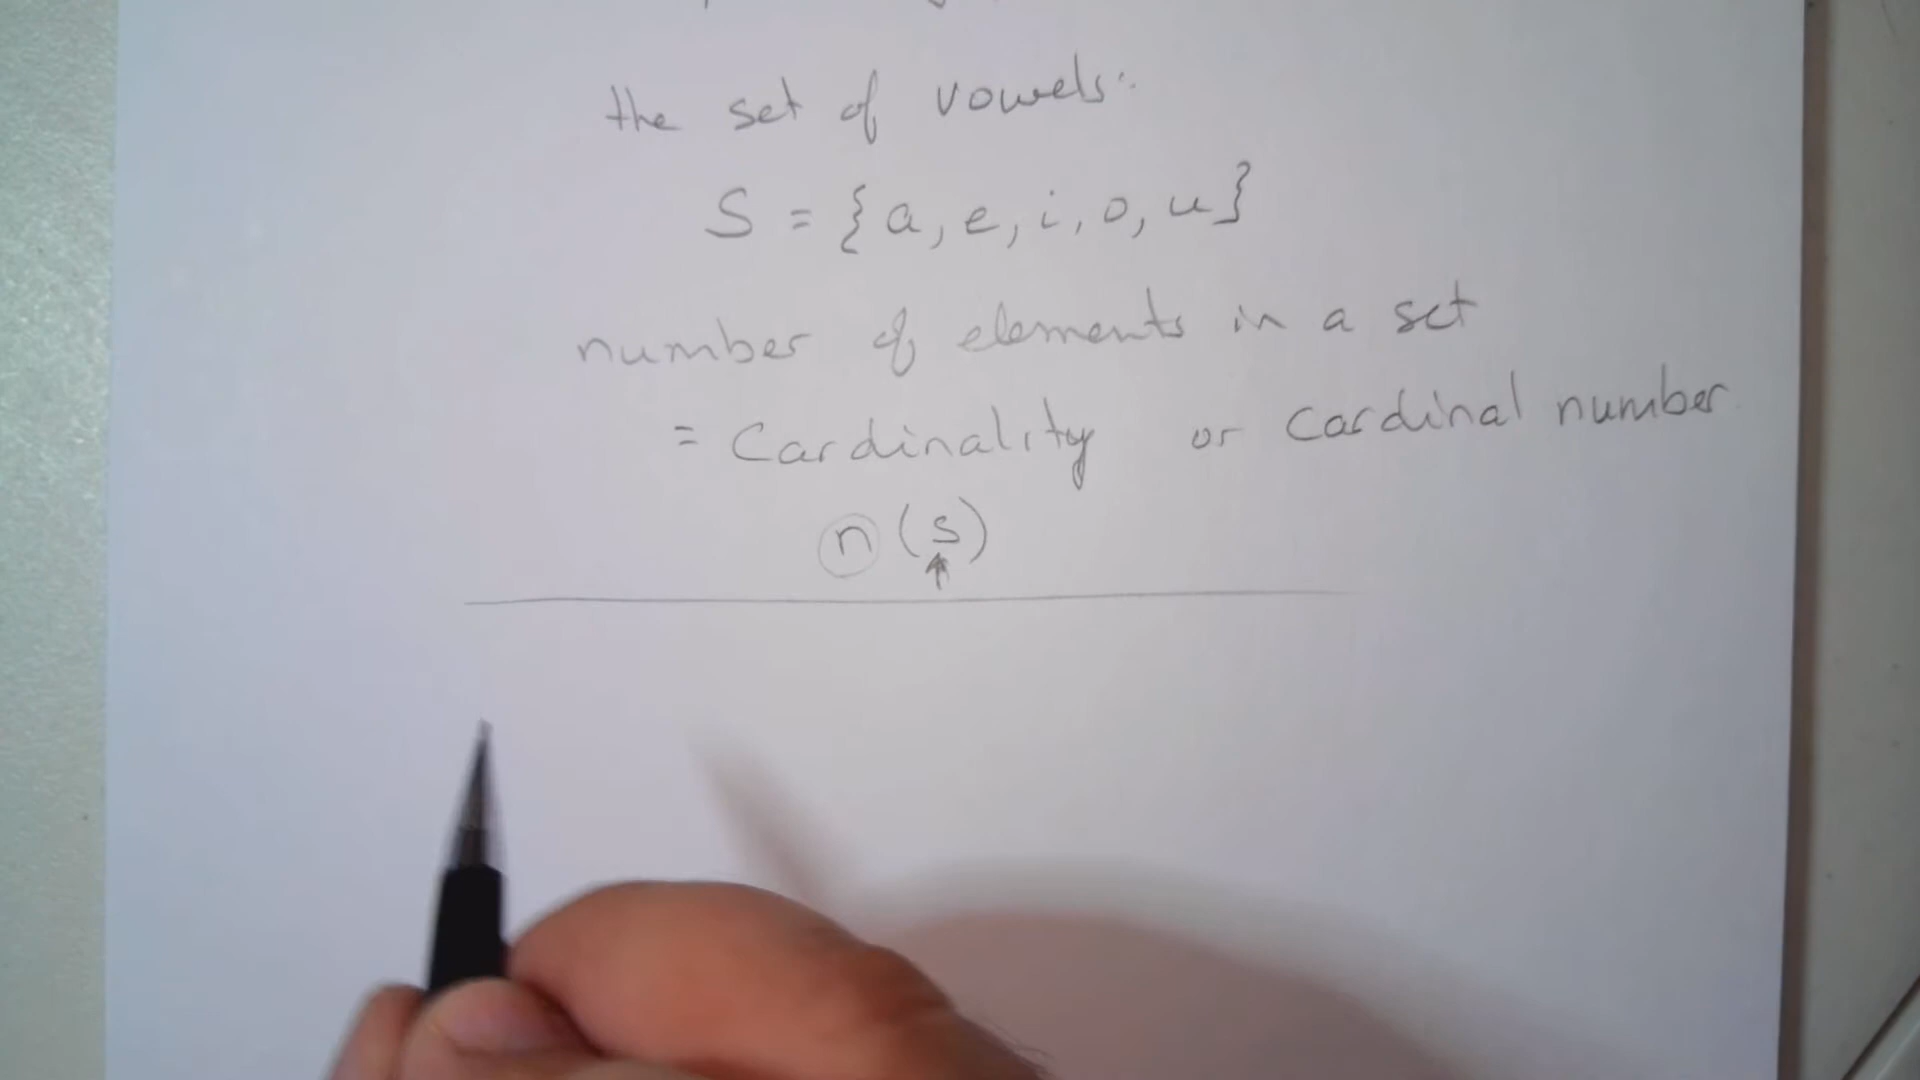 the set of vowels:
S = {a, e, i, o, u}
number of elements in a set
= Cardinality or Cardinal number
n (s)